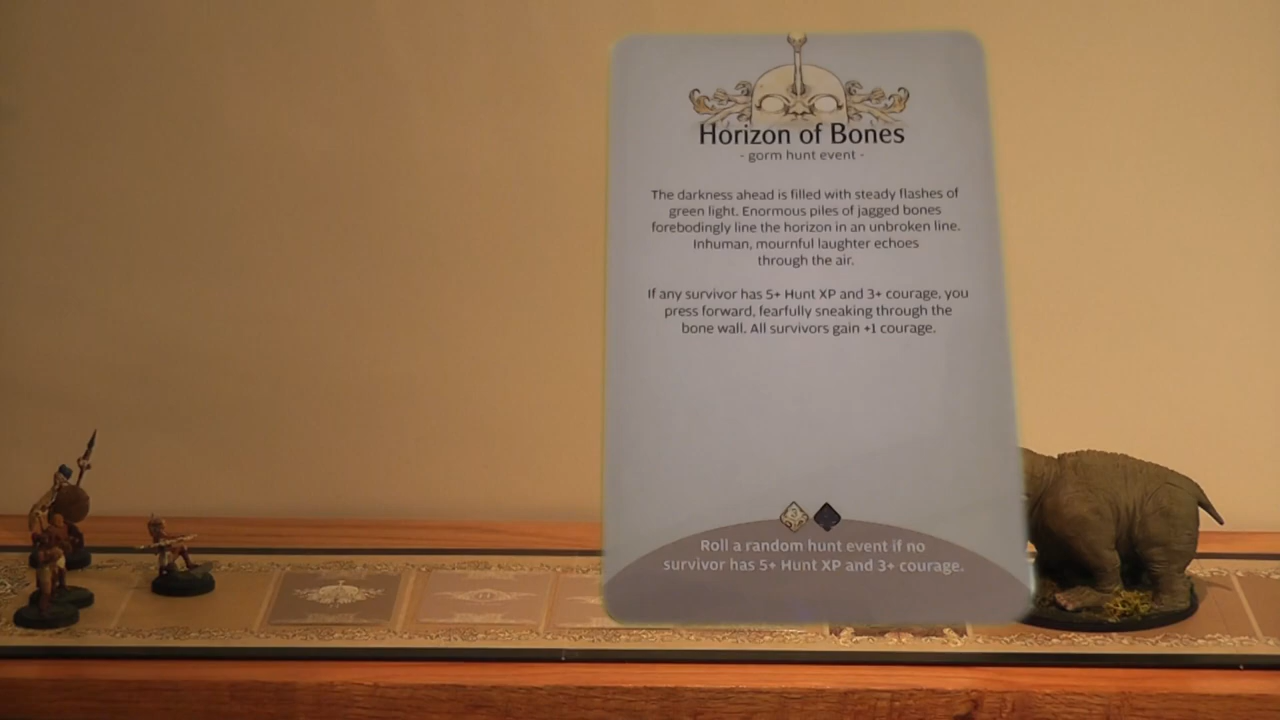 Horizon of Bones
- gorm hunt event -
The darkness ahead is filled with steady flashes of
green light. Enormous piles of jagged bones
forebodingly line the horizon in an unbroken line.
Inhuman, mournful laughter echoes
through the air.
If any survivor has 5+ Hunt XP and 3+ courage, you
press forward, fearfully sneaking through the
bone wall. All survivors gain +1 courage.
3
Roll a random hunt event if no
survivor has 5+ Hunt XP and 3+ courage.